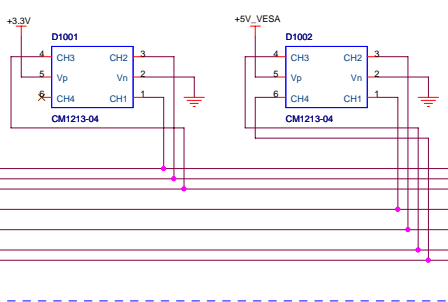 +3.3V
D1001
4 CH3 CH2 3
5 Vp Vn 2
6 CH4 CH1 1
CM1213-04
+5V_VESA
D1002
4 CH3 CH2 3
5 Vp Vn 2
6 CH4 CH1 1
CM1213-04